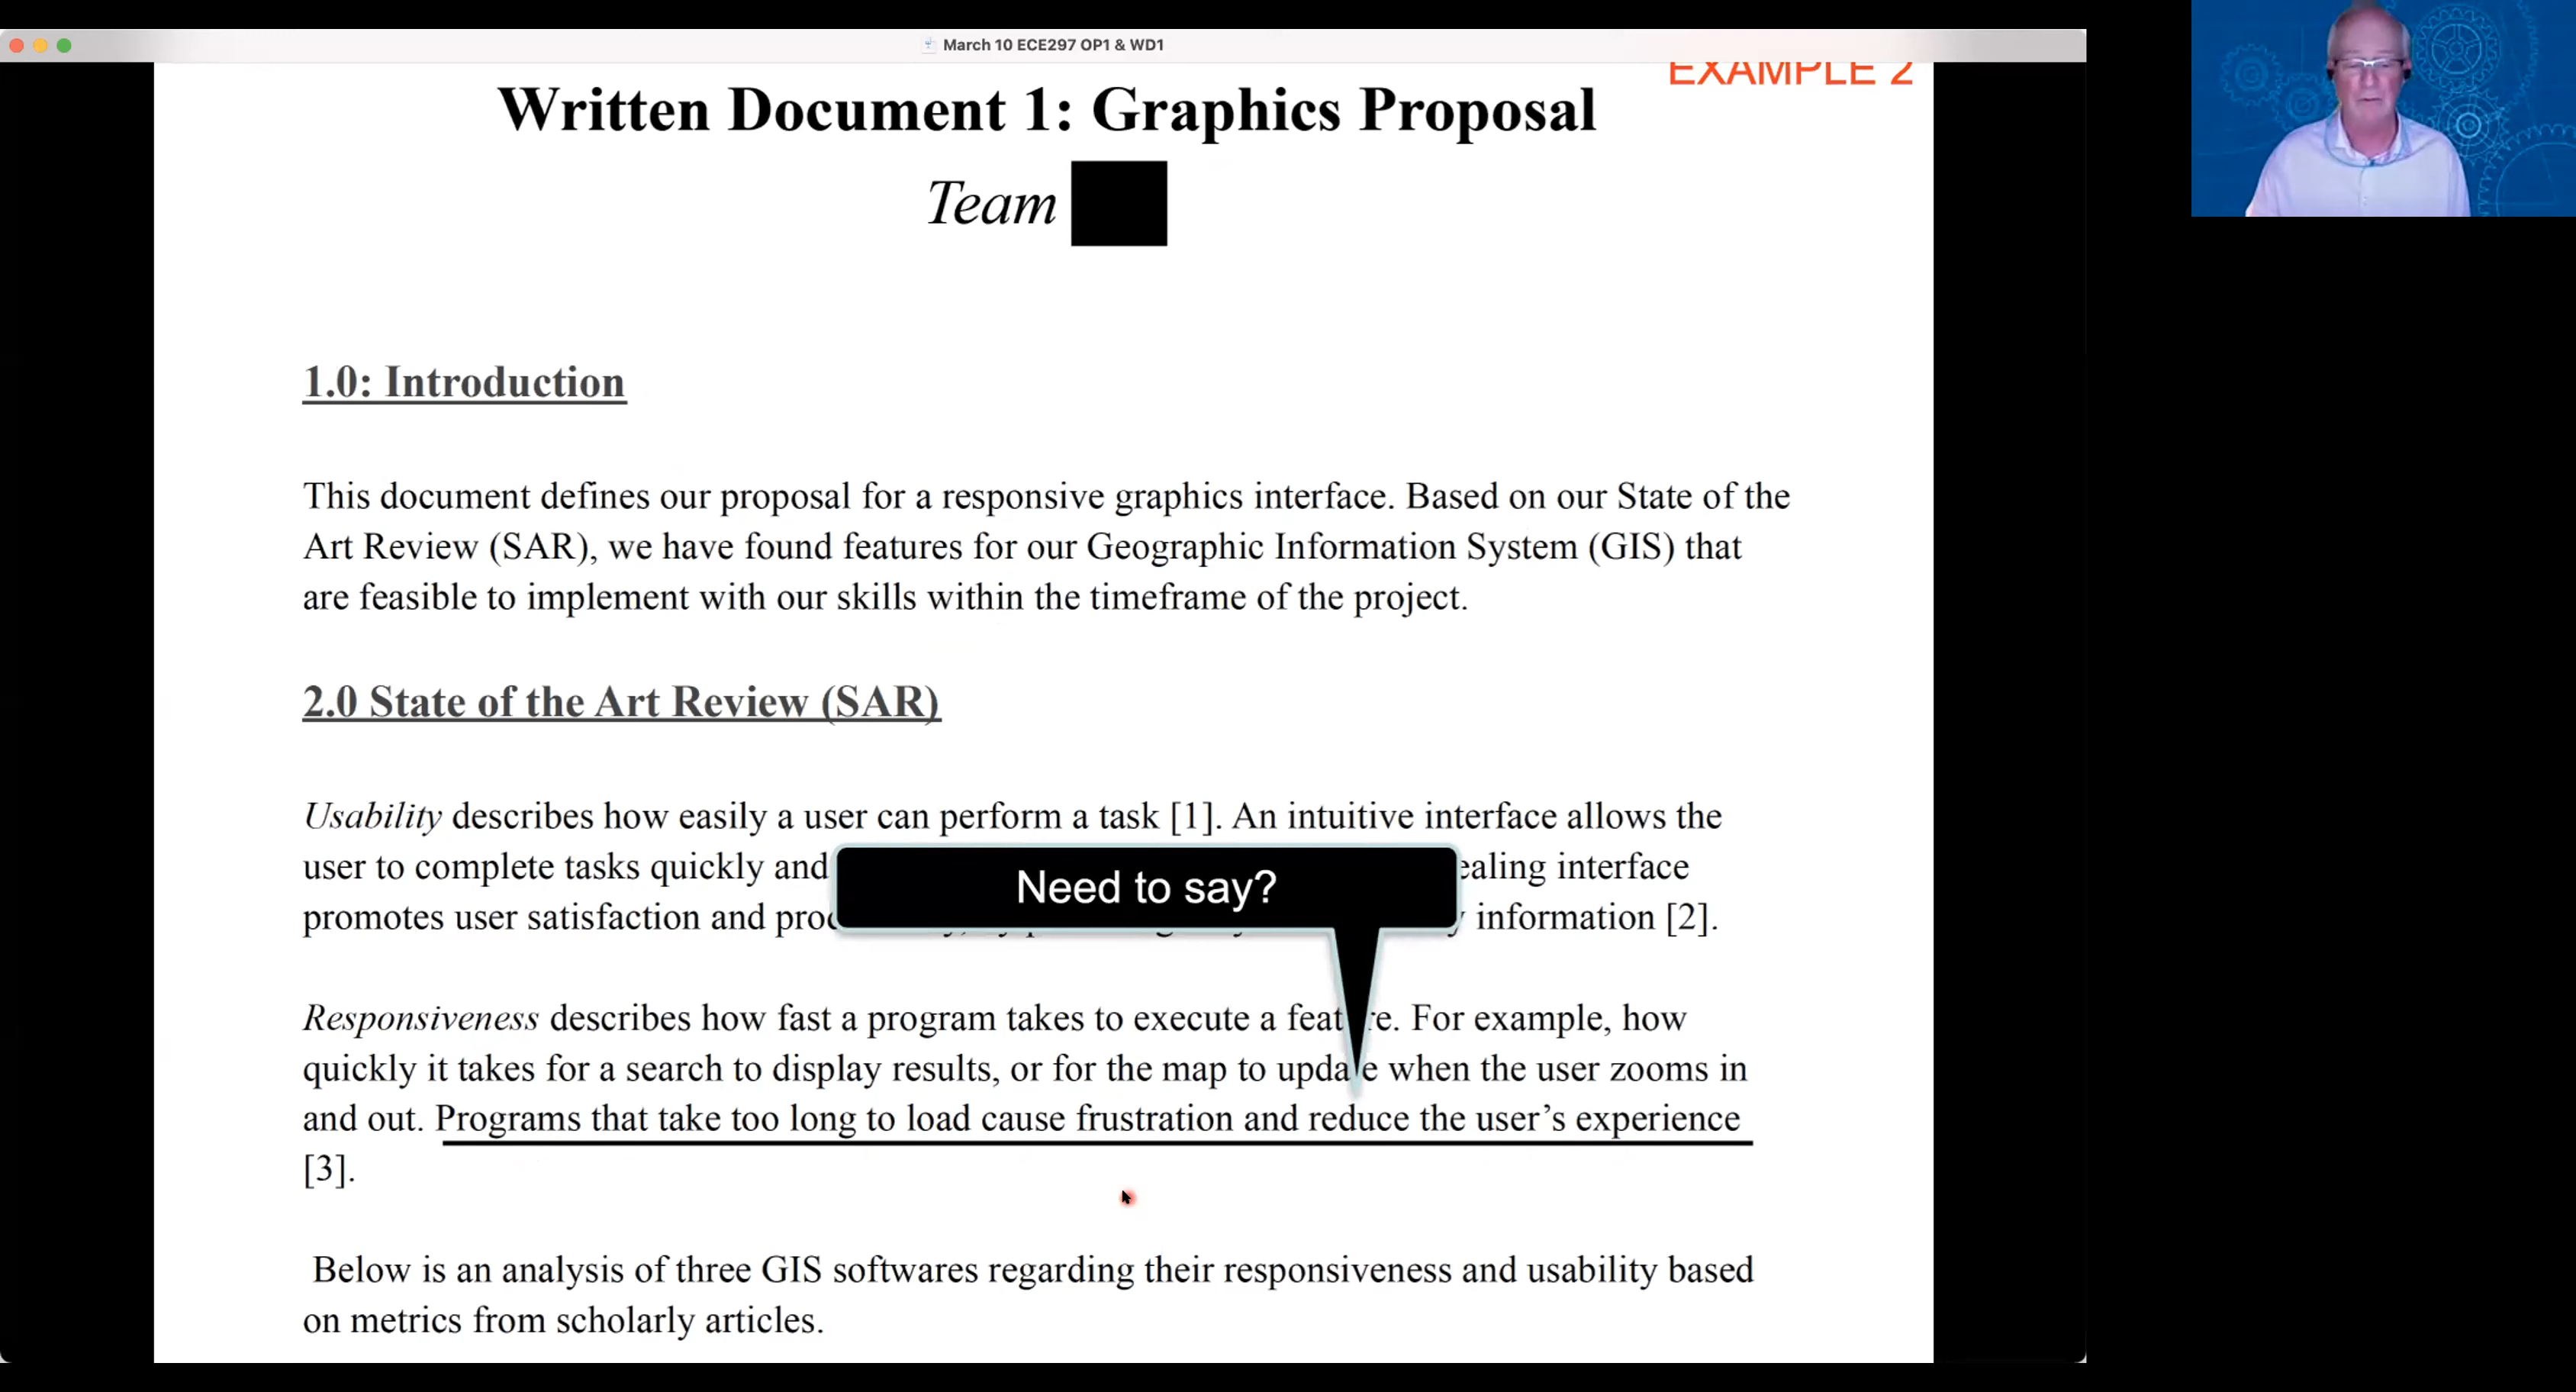 March 10 ECE297 OP1 & WD1
EXAMPLE 2
Written Document 1: Graphics Proposal
Team
1.0: Introduction
This document defines our proposal for a responsive graphics interface. Based on our State of the
Art Review (SAR), we have found features for our Geographic Information System (GIS) that
are feasible to implement with our skills within the timeframe of the project.
2.0 State of the Art Review (SAR)
Usability describes how easily a user can perform a task [1]. An intuitive interface allows the
user to complete tasks quickly and interface
Need to say?
promotes user satisfaction and information [2].
Responsiveness describes how fast a program takes to execute a feature. For example, how
quickly it takes for a search to display results, or for the map to update when the user zooms in
and out. Programs that take too long to load cause frustration and reduce the user’s experience
[3].
Below is an analysis of three GIS softwares regarding their responsiveness and usability based
on metrics from scholarly articles.